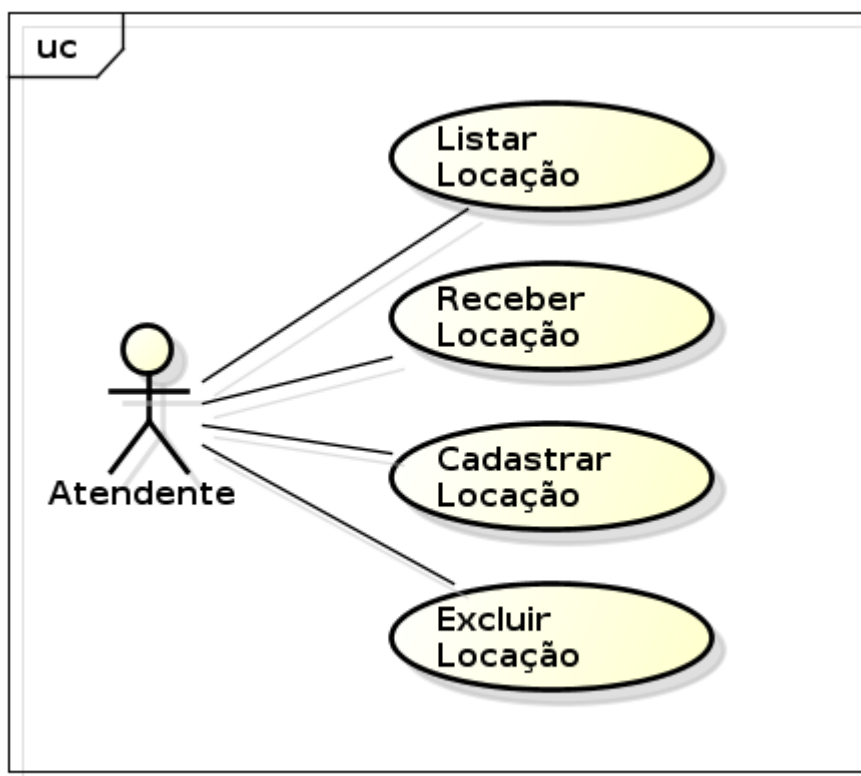 uc
Listar
Locação
Receber
Locação
Cadastrar
Locação
Atendente
Excluir
Locação